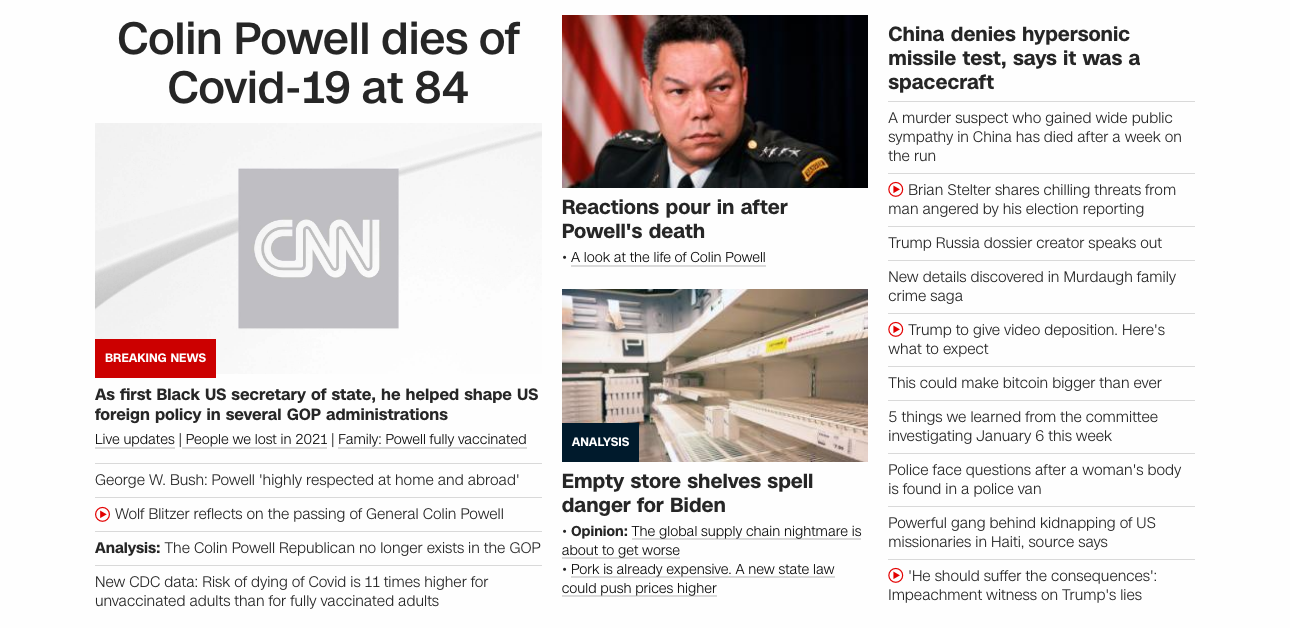 Colin Powell dies of
Covid-19 at 84
CNN
BREAKING NEWS
As first Black US secretary of state, he helped shape US
foreign policy in several GOP administrations
Live updates | People we lost in 2021 | Family: Powell fully vaccinated
George W. Bush: Powell 'highly respected at home and abroad'
Wolf Blitzer reflects on the passing of General Colin Powell
Analysis: The Colin Powell Republican no longer exists in the GOP
New CDC data: Risk of dying of Covid is 11 times higher for
unvaccinated adults than for fully vaccinated adults
Reactions pour in after
Powell's death
• A look at the life of Colin Powell
ANALYSIS
Empty store shelves spell
danger for Biden
• Opinion: The global supply chain nightmare is
about to get worse
• Pork is already expensive. A new state law
could push prices higher
China denies hypersonic
missile test, says it was a
spacecraft
A murder suspect who gained wide public
sympathy in China has died after a week on
the run
Brian Stelter shares chilling threats from
man angered by his election reporting
Trump Russia dossier creator speaks out
New details discovered in Murdaugh family
crime saga
Trump to give video deposition. Here's
what to expect
This could make bitcoin bigger than ever
5 things we learned from the committee
investigating January 6 this week
Police face questions after a woman's body
is found in a police van
Powerful gang behind kidnapping of US
missionaries in Haiti, source says
'He should suffer the consequences':
Impeachment witness on Trump's lies